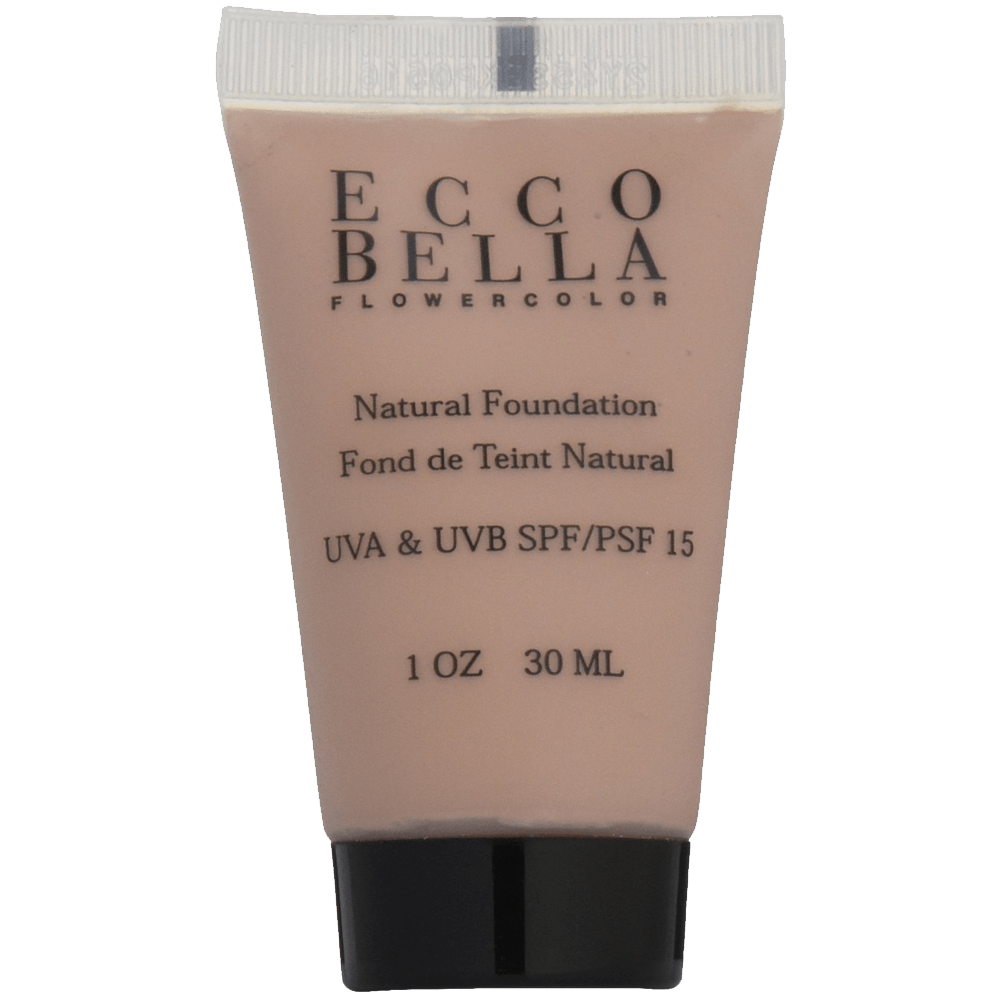 ECCO
BELLA
FLOWERCOLOR
Natural Foundation
Fond de Teint Natural
UVA & UVB SPF/PSF 15
1 OZ 30 ML